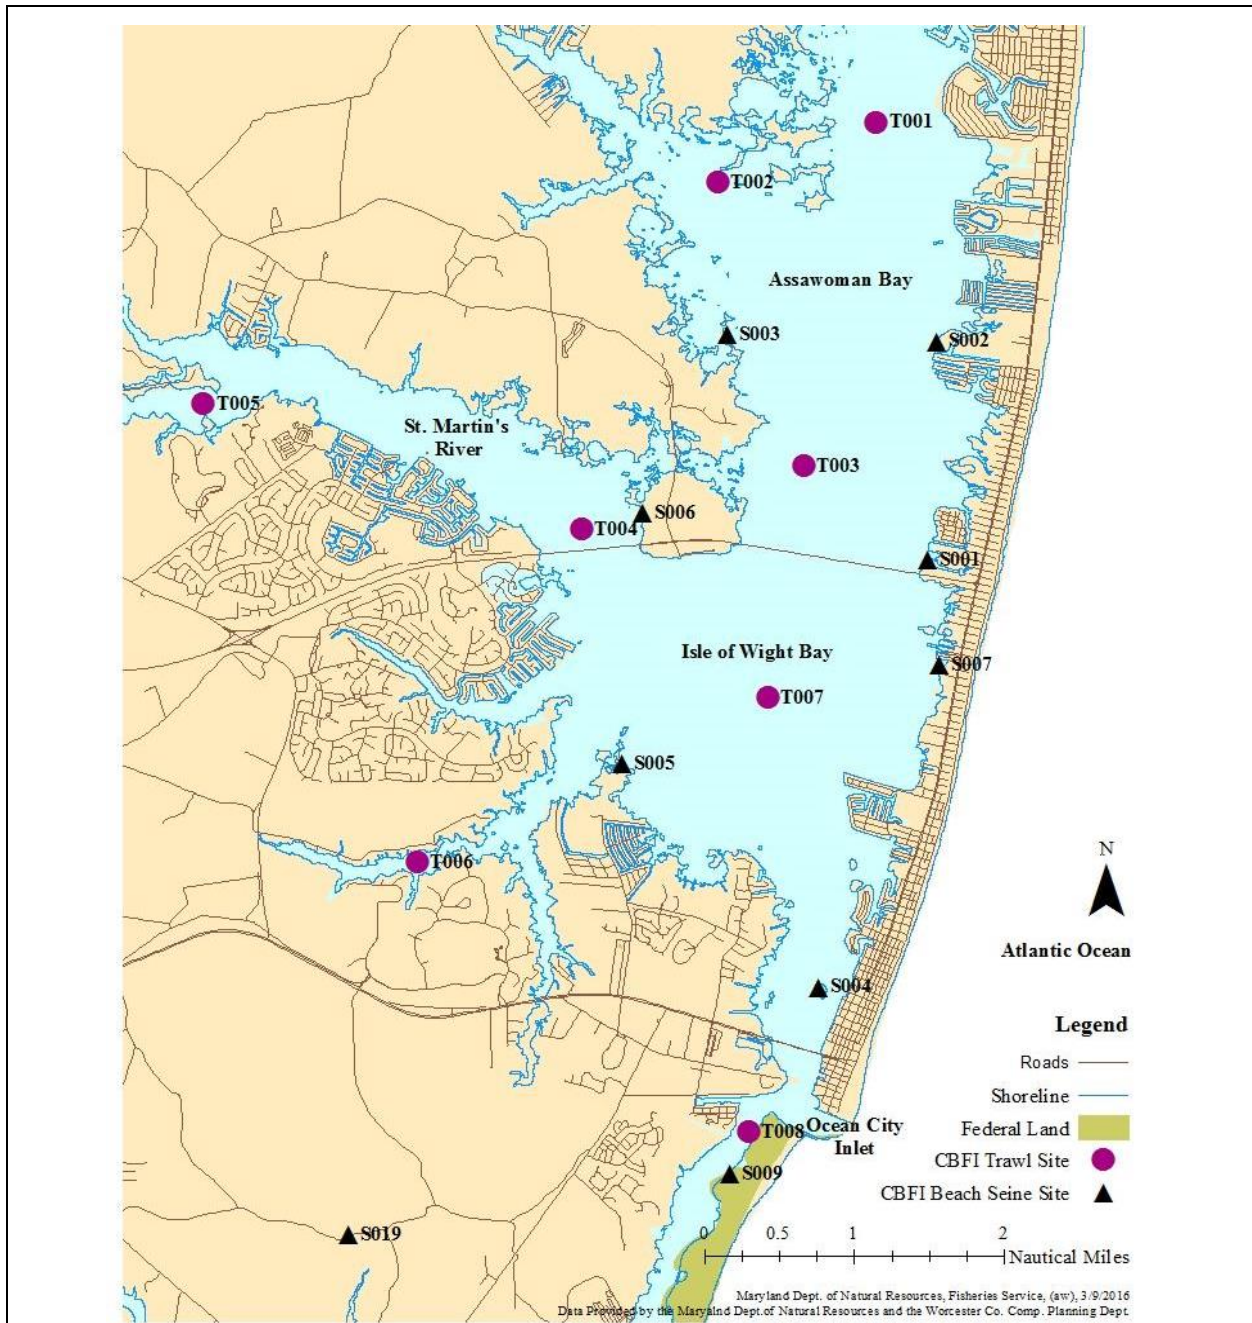 T001
T002
Assawoman Bay
S003
S002
T005
St. Martin's
River
T003
S006
T004
S001
Isle of Wight Bay
S007
T007
S005
T006
N
Atlantic Ocean
S004
Legend
Roads
Shoreline
Federal Land
CBFI Trawl Site
CBFI Beach Seine Site
T008
Ocean City
Inlet
S009
S019
0 0.5 1 2
Nautical Miles
Maryland Dept. of Natural Resources, Fisheries Service, (aw), 3/9/2016
Data Provided by the Maryalnd Dept.of Natural Resources and the Worcester Co. Comp. Planning Dept.